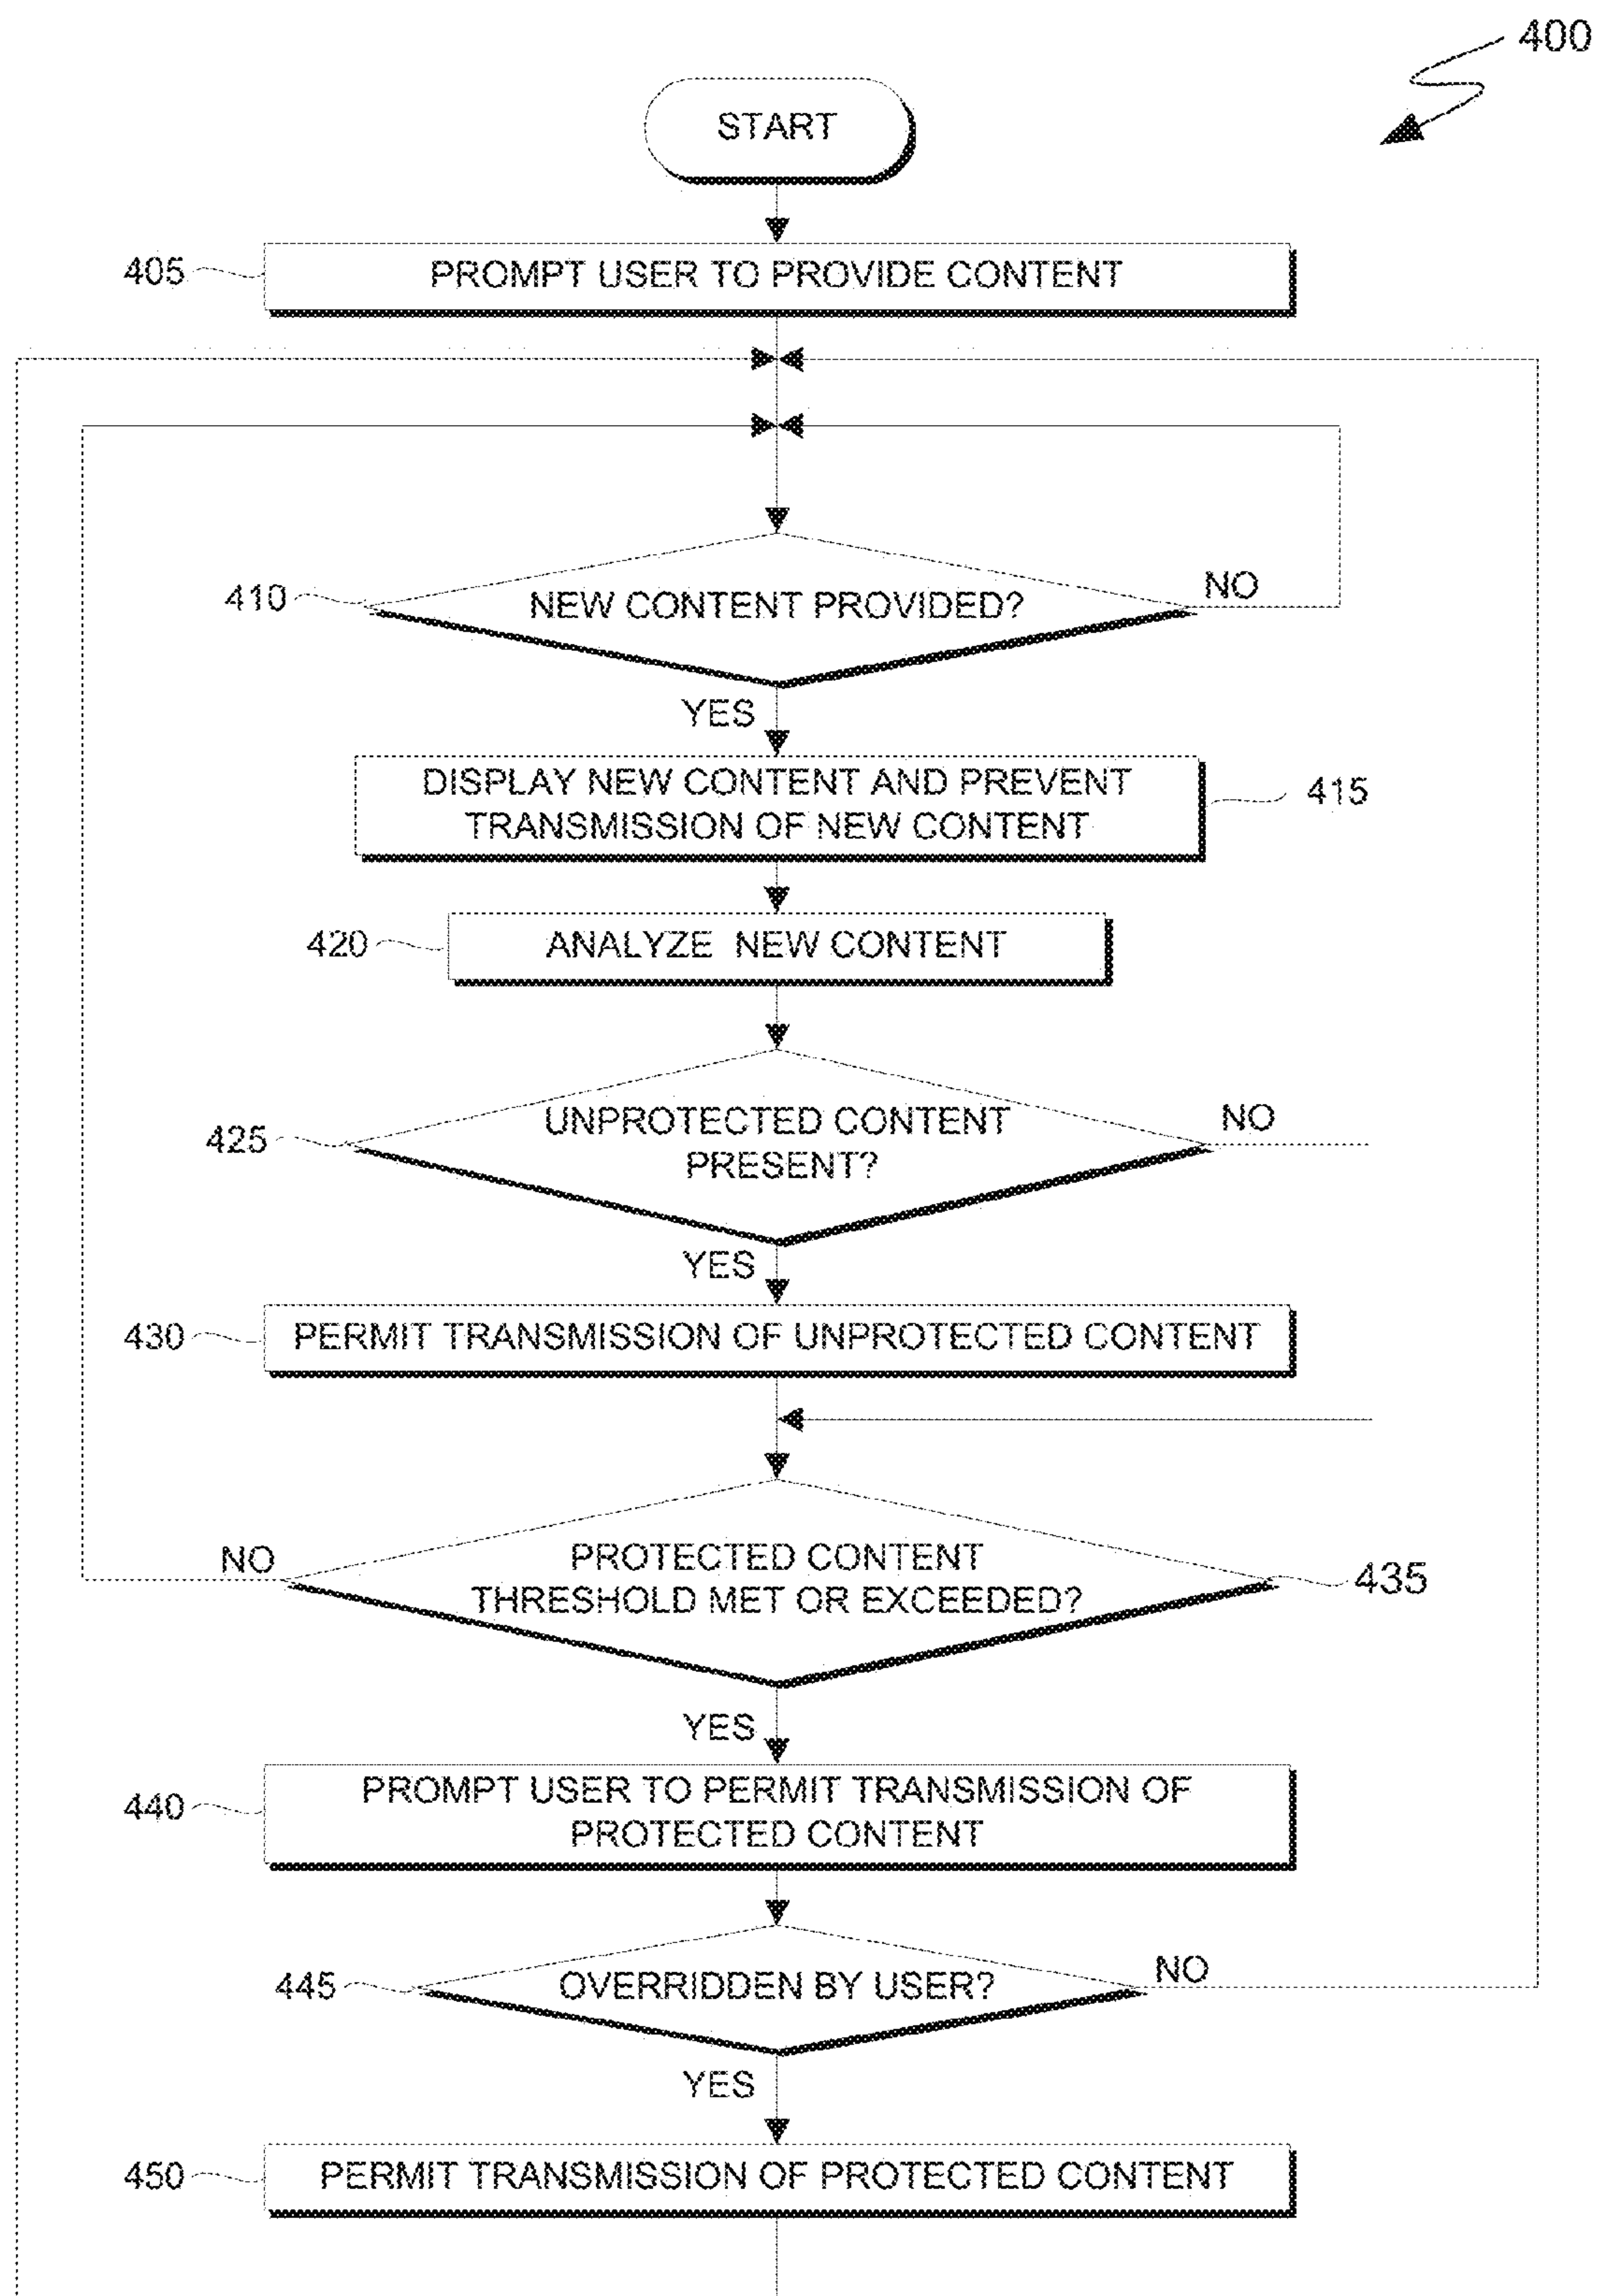 400
START
405
PROMPT USER TO PROVIDE CONTENT
410
NEW CONTENT PROVIDED?
NO
YES
DISPLAY NEW CONTENT AND PREVENT
TRANSMISSION OF NEW CONTENT
415
420
ANALYZE NEW CONTENT
425
UNPROTECTED CONTENT
PRESENT?
NO
YES
430
PERMIT TRANSMISSION OF UNPROTECTED CONTENT
NO
PROTECTED CONTENT
THRESHOLD MET OR EXCEEDED?
435
YES
440
PROMPT USER TO PERMIT TRANSMISSION OF
PROTECTED CONTENT
445
OVERRIDDEN BY USER?
NO
YES
450
PERMIT TRANSMISSION OF PROTECTED CONTENT